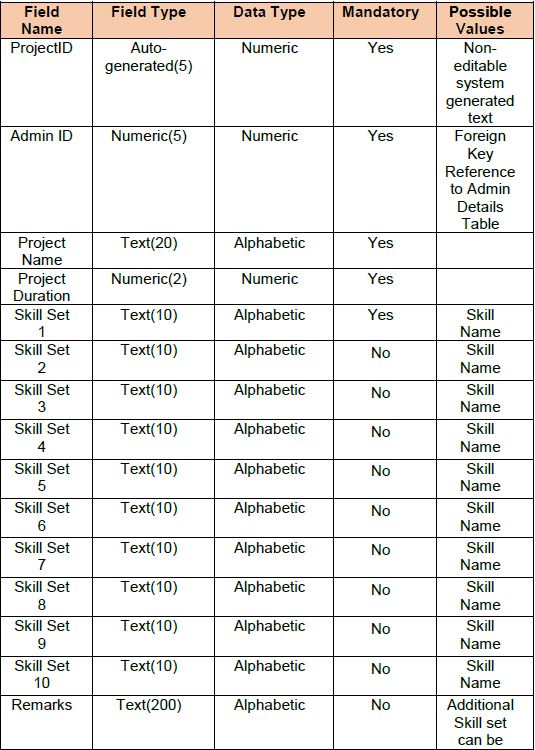 Field Name Field Type Data Type Mandatory Possible Values
ProjectID Auto-generated(5) Numeric Yes Non-editable system generated text
Admin ID Numeric(5) Numeric Yes Foreign Key Reference to Admin Details Table
Project Name Text(20) Alphabetic Yes
Project Duration Numeric(2) Numeric Yes
Skill Set 1 Text(10) Alphabetic Yes Skill Name
Skill Set 2 Text(10) Alphabetic No Skill Name
Skill Set 3 Text(10) Alphabetic No Skill Name
Skill Set 4 Text(10) Alphabetic No Skill Name
Skill Set 5 Text(10) Alphabetic No Skill Name
Skill Set 6 Text(10) Alphabetic No Skill Name
Skill Set 7 Text(10) Alphabetic No Skill Name
Skill Set 8 Text(10) Alphabetic No Skill Name
Skill Set 9 Text(10) Alphabetic No Skill Name
Skill Set 10 Text(10) Alphabetic No Skill Name
Remarks Text(200) Alphabetic No Additional Skill set can be